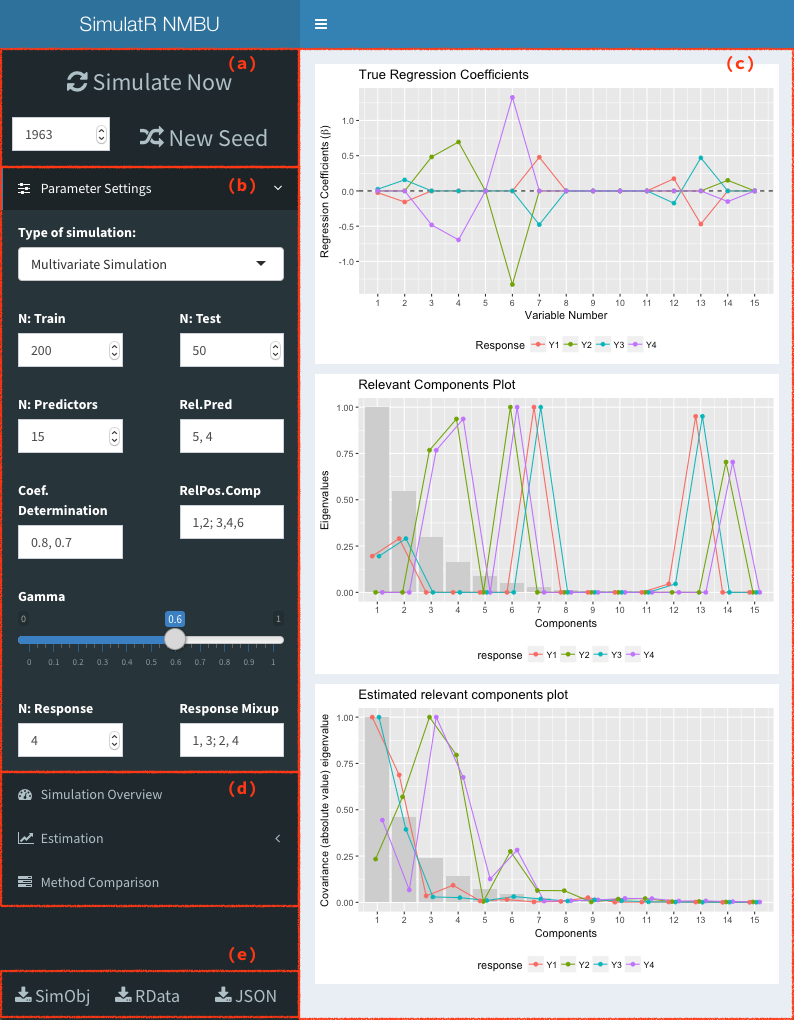 SimulatR NMBU
(a)
Simulate Now
1963
New Seed
Parameter Settings
(b)
Type of simulation:
Multivariate Simulation
N: Train
N: Test
200
50
N: Predictors
Rel.Pred
15
5, 4
Coef.
Determination
RelPos.Comp
0.8, 0.7
1,2; 3,4,6
Gamma
0
0.6
1
0 0.1 0.2 0.3 0.4 0.5 0.6 0.7 0.8 0.9 1
N: Response
Response Mixup
4
1, 3; 2, 4
(d)
Simulation Overview
Estimation
Method Comparison
(e)
SimObj
RData
JSON
(c)
True Regression Coefficients
Regression Coefficients (β)
1.0
0.5
0.0
-0.5
-1.0
1 2 3 4 5 6 7 8 9 10 11 12 13 14 15
Variable Number
Response Y1 Y2 Y3 Y4
Relevant Components Plot
Eigenvalues
1.00
0.75
0.50
0.25
0.00
1 2 3 4 5 6 7 8 9 10 11 12 13 14 15
Components
response Y1 Y2 Y3 Y4
Estimated relevant components plot
Covariance (absolute value) eigenvalue
1.00
0.75
0.50
0.25
0.00
1 2 3 4 5 6 7 8 9 10 11 12 13 14 15
Components
response Y1 Y2 Y3 Y4